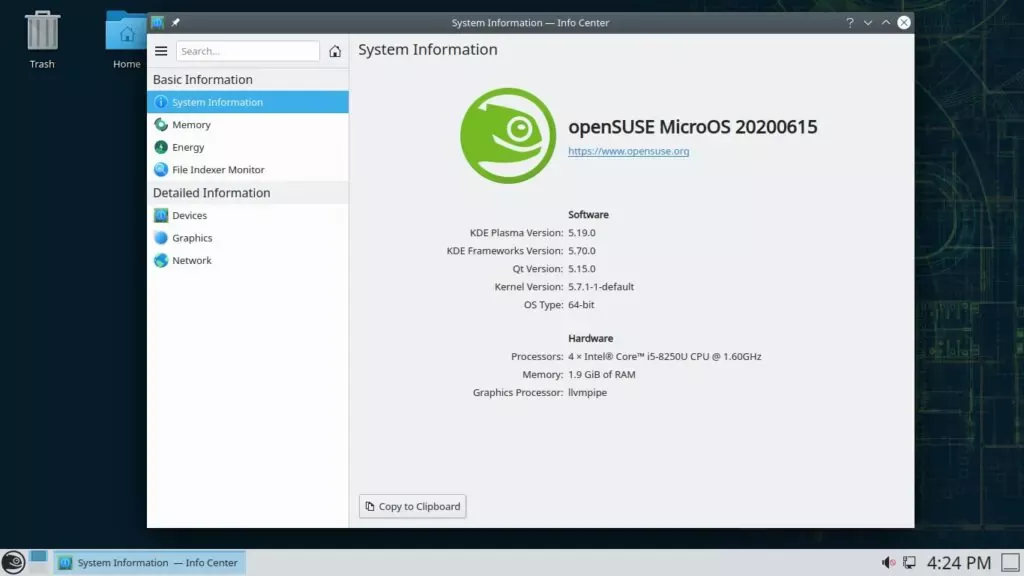 System Information — Info Center
Trash
Home
Search...
System Information
Basic Information
System Information
Memory
Energy
File Indexer Monitor
Detailed Information
Devices
Graphics
Network
openSUSE MicroOS 20200615
https://www.opensuse.org
Software
KDE Plasma Version: 5.19.0
KDE Frameworks Version: 5.70.0
Qt Version: 5.15.0
Kernel Version: 5.7.1-1-default
OS Type: 64-bit
Hardware
Processors: 4 × Intel® Core™ i5-8250U CPU @ 1.60GHz
Memory: 1.9 GiB of RAM
Graphics Processor: llvmpipe
Copy to Clipboard
System Information — Info Center
4:24 PM